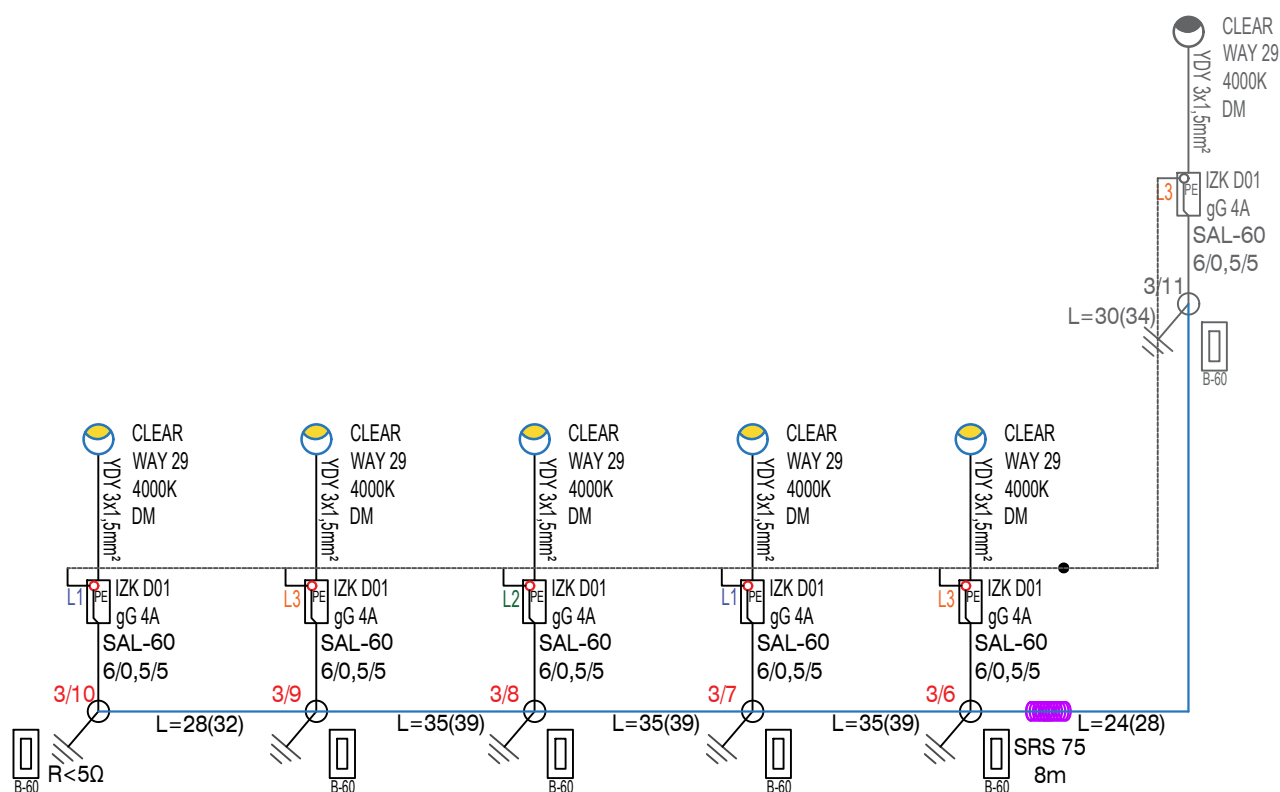 CLEAR
WAY 29
4000K
DM
YDY 3x1,5mm²
L3
PE
IZK D01
gG 4A
SAL-60
6/0,5/5
3/11
L=30(34)
B-60
CLEAR
WAY 29
4000K
DM
YDY 3x1,5mm²
L1
PE
IZK D01
gG 4A
SAL-60
6/0,5/5
3/10
L=28(32)
B-60
R<5Ω
CLEAR
WAY 29
4000K
DM
YDY 3x1,5mm²
L3
PE
IZK D01
gG 4A
SAL-60
6/0,5/5
3/9
L=35(39)
B-60
CLEAR
WAY 29
4000K
DM
YDY 3x1,5mm²
L2
PE
IZK D01
gG 4A
SAL-60
6/0,5/5
3/8
L=35(39)
B-60
CLEAR
WAY 29
4000K
DM
YDY 3x1,5mm²
L1
PE
IZK D01
gG 4A
SAL-60
6/0,5/5
3/7
L=35(39)
B-60
CLEAR
WAY 29
4000K
DM
YDY 3x1,5mm²
L3
PE
IZK D01
gG 4A
SAL-60
6/0,5/5
3/6
L=24(28)
SRS 75
8m
B-60